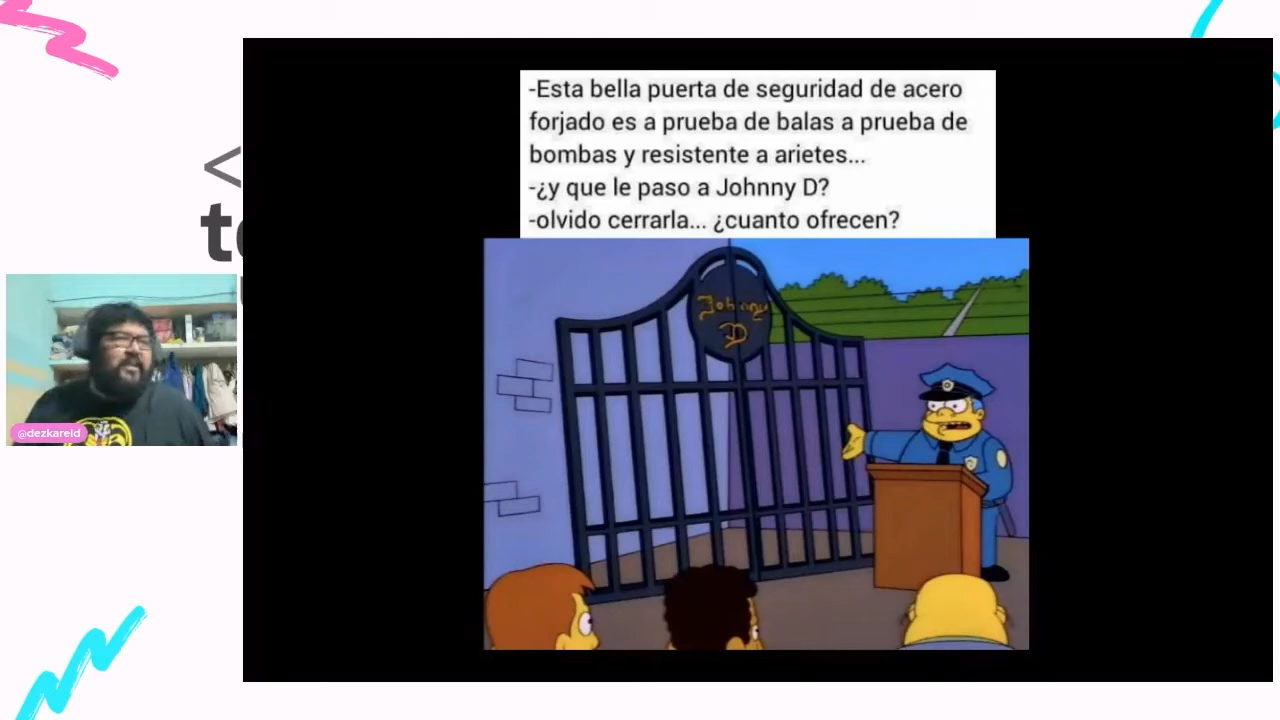 -Esta bella puerta de seguridad de acero
forjado es a prueba de balas a prueba de
bombas y resistente a arietes...
-¿y que le paso a Johnny D?
-olvido cerrarla... ¿cuanto ofrecen?
Johnny
D
<
@dezkareid